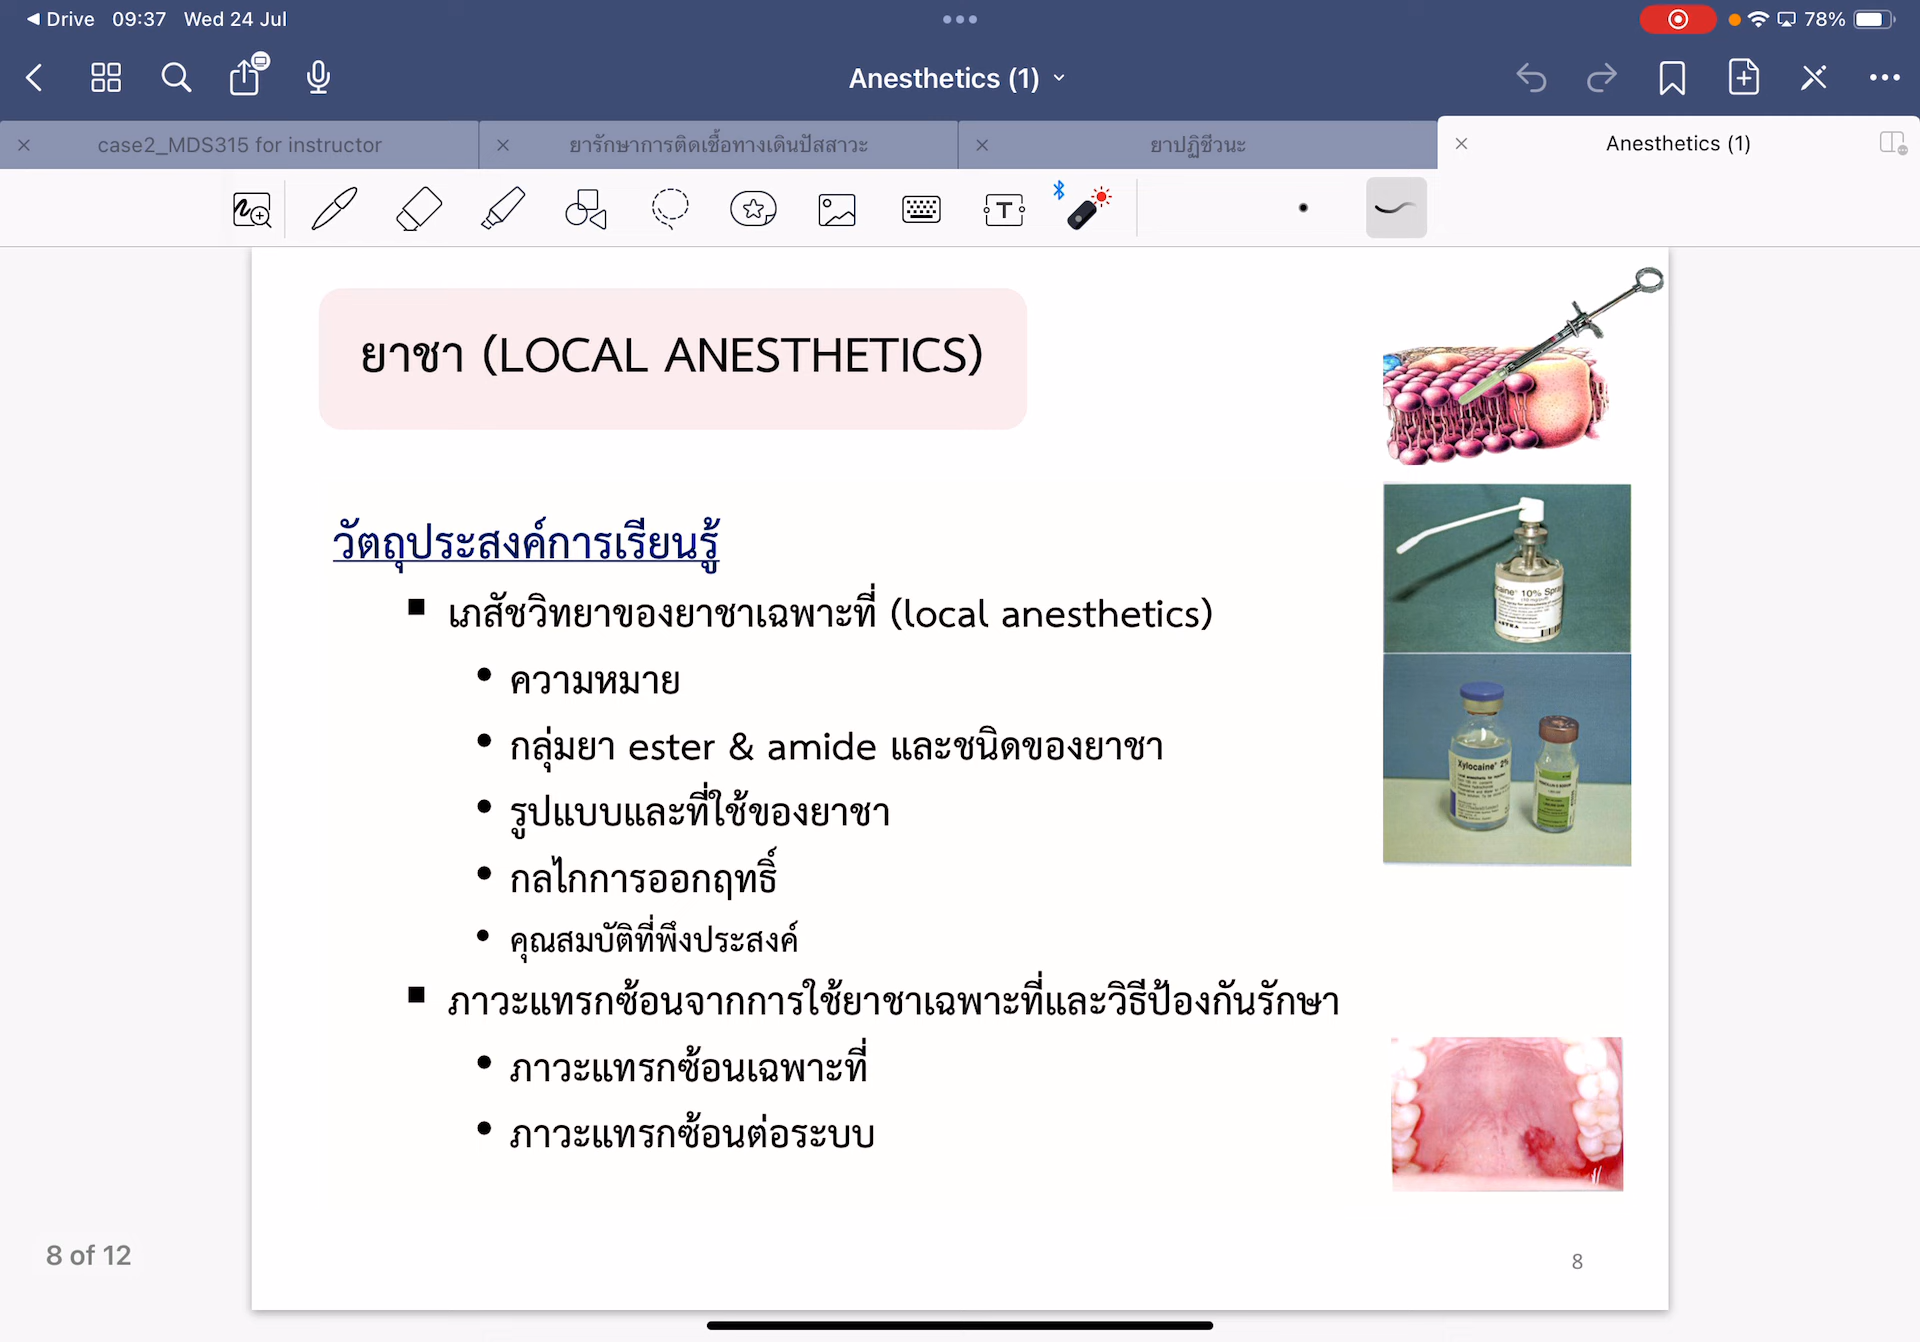 Drive 09:37 Wed 24 Jul
78%
Anesthetics (1)
case2_MDS315 for instructor
ยารักษาการติดเชื้อทางเดินปัสสาวะ
ยาปฏิชีวนะ
Anesthetics (1)
T
ยาชา (LOCAL ANESTHETICS)
วัตถุประสงค์การเรียนรู้
เภสัชวิทยาของยาชาเฉพาะที่ (local anesthetics)
ความหมาย
กลุ่มยา ester & amide และชนิดของยาชา
รูปแบบและที่ใช้ของยาชา
กลไกการออกฤทธิ์
คุณสมบัติที่พึงประสงค์
ภาวะแทรกซ้อนจากการใช้ยาชาเฉพาะที่และวิธีป้องกันรักษา
ภาวะแทรกซ้อนเฉพาะที่
ภาวะแทรกซ้อนต่อระบบ
10% Spray
Xylocaine® 2%
8 of 12
8